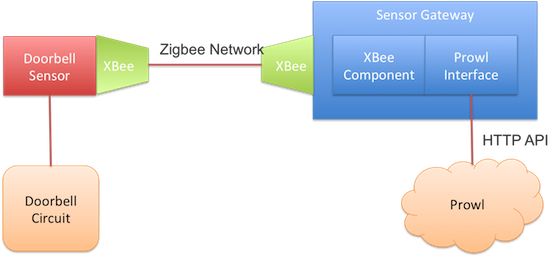 Sensor Gateway
Doorbell
Sensor
XBee
Zigbee Network
XBee
XBee
Component
Prowl
Interface
HTTP API
Doorbell
Circuit
Prowl